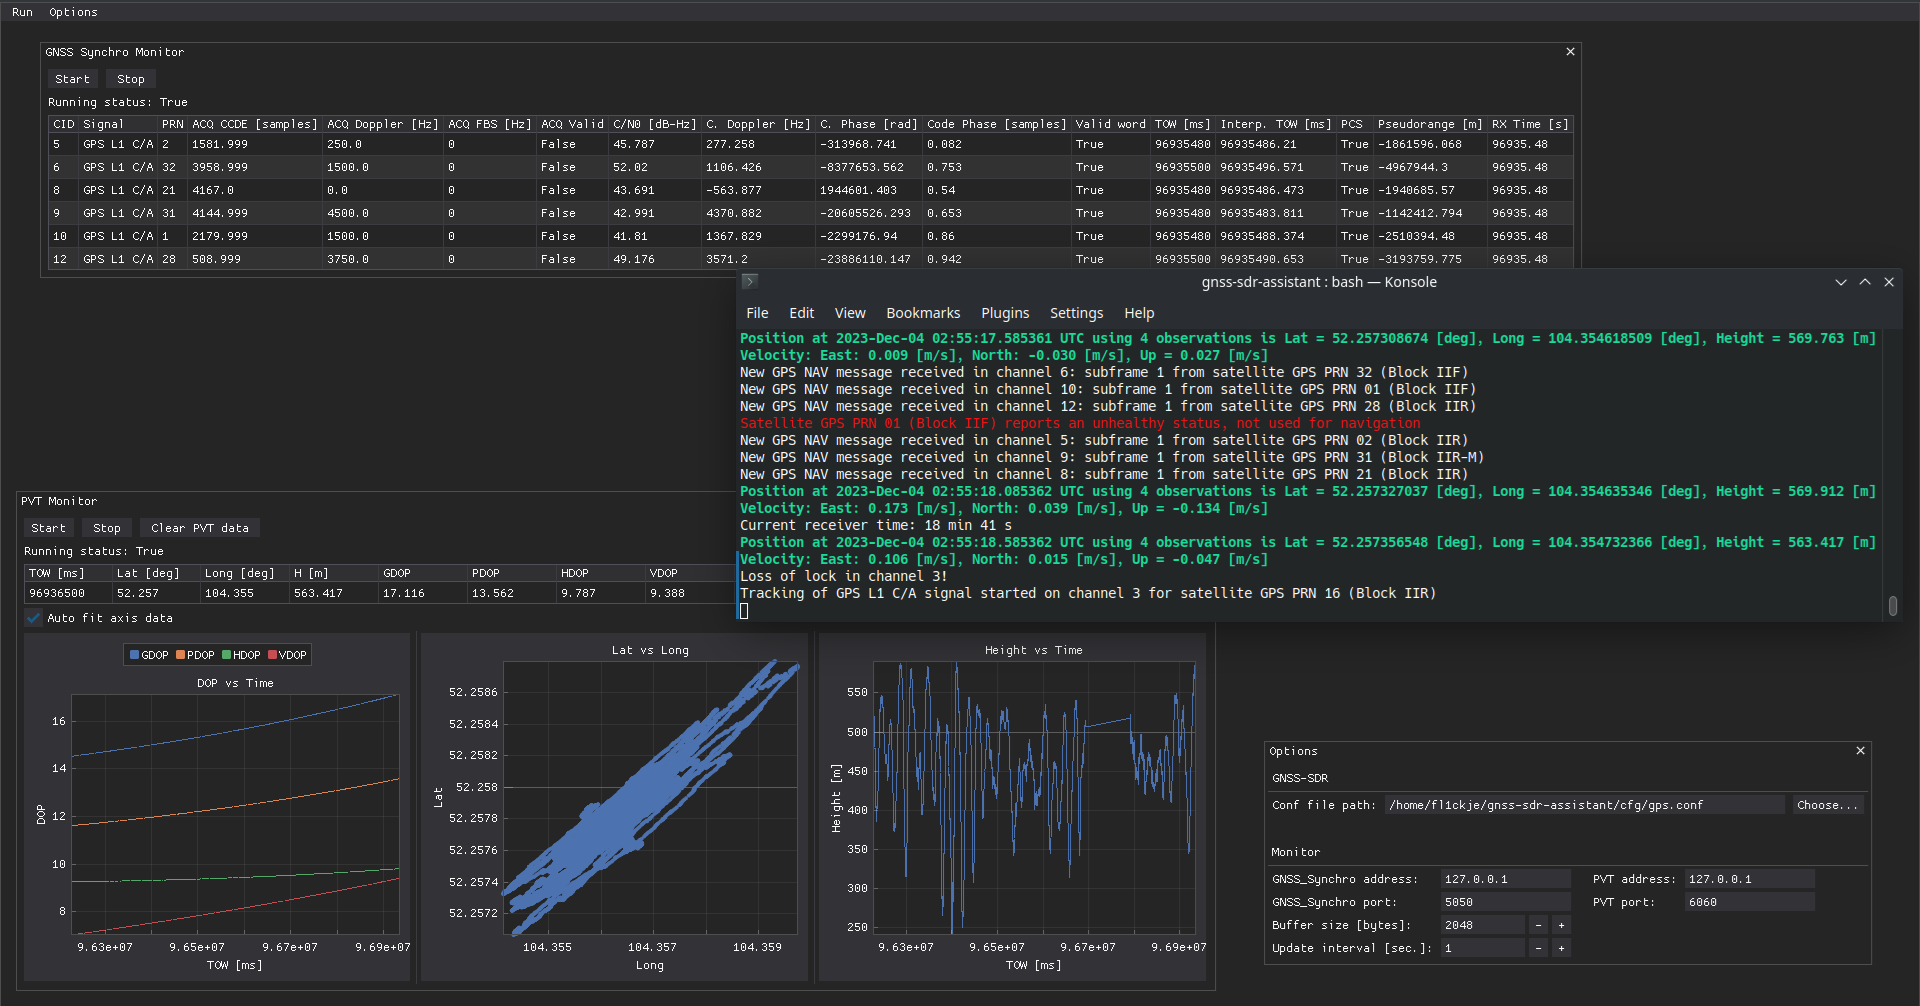 Run Options
GNSS Synchro Monitor
Start Stop
Running status: True
CID Signal PRN ACQ CCDE [samples] ACQ Doppler [Hz] ACQ FBS [Hz] ACQ Valid C/N0 [dB-Hz] C. Doppler [Hz] C. Phase [rad] Code Phase [samples] Valid word TOW [ms] Interp. TOW [ms] PCS Pseudorange [m] RX Time [s]
5 GPS L1 C/A 2 1581.999 250.0 0 False 45.787 277.258 -313968.741 0.082 True 96935480 96935486.21 True -1861596.068 96935.48
6 GPS L1 C/A 32 3958.999 1500.0 0 False 52.02 1106.426 -8377653.562 0.753 True 96935500 96935496.571 True -4967944.3 96935.48
8 GPS L1 C/A 21 4167.0 0.0 0 False 43.691 -563.877 1944601.403 0.54 True 96935500 96935486.473 True -1940685.57 96935.48
9 GPS L1 C/A 31 4144.999 4500.0 0 False 42.991 4370.882 -20605526.293 0.653 True 96935480 96935483.811 True -1142412.794 96935.48
10 GPS L1 C/A 1 2179.999 1500.0 0 False 41.81 1367.829 -2299176.94 0.86 True 96935480 96935488.374 True -2510394.48 96935.48
12 GPS L1 C/A 28 508.999 3750.0 0 False 49.176 3571.2 -23886110.147 0.942 True 96935500 96935490.653 True -3193759.775 96935.48
gnss-sdr-assistant : bash — Konsole
File Edit View Bookmarks Plugins Settings Help
Position at 2023-Dec-04 02:55:17.585361 UTC using 4 observations is Lat = 52.257308674 [deg], Long = 104.354618509 [deg], Height = 569.763 [m]
Velocity: East: 0.009 [m/s], North: -0.030 [m/s], Up = 0.027 [m/s]
New GPS NAV message received in channel 6: subframe 1 from satellite GPS PRN 32 (Block IIF)
New GPS NAV message received in channel 10: subframe 1 from satellite GPS PRN 01 (Block IIF)
New GPS NAV message received in channel 12: subframe 1 from satellite GPS PRN 28 (Block IIR)
Satellite GPS PRN 01 (Block IIF) reports an unhealthy status, not used for navigation
New GPS NAV message received in channel 5: subframe 1 from satellite GPS PRN 02 (Block IIR)
New GPS NAV message received in channel 9: subframe 1 from satellite GPS PRN 31 (Block IIR-M)
New GPS NAV message received in channel 8: subframe 1 from satellite GPS PRN 21 (Block IIR)
Position at 2023-Dec-04 02:55:18.085362 UTC using 4 observations is Lat = 52.257327037 [deg], Long = 104.354635346 [deg], Height = 569.912 [m]
Velocity: East: 0.173 [m/s], North: 0.039 [m/s], Up = -0.134 [m/s]
Current receiver time: 18 min 41 s
Position at 2023-Dec-04 02:55:18.585362 UTC using 4 observations is Lat = 52.257356548 [deg], Long = 104.354732366 [deg], Height = 563.417 [m]
Velocity: East: 0.106 [m/s], North: 0.015 [m/s], Up = -0.047 [m/s]
Loss of lock in channel 3!
Tracking of GPS L1 C/A signal started on channel 3 for satellite GPS PRN 16 (Block IIR)
PVT Monitor
Start Stop Clear PVT data
Running status: True
TOW [ms] Lat [deg] Long [deg] H [m] GDOP PDOP HDOP VDOP
96936500 52.257 104.355 563.417 17.116 13.562 9.787 9.388
Auto fit axis data
GDOP PDOP HDOP VDOP
DOP vs Time
16
14
12
10
8
DOP
9.63e+07 9.65e+07 9.67e+07 9.69e+07
TOW [ms]
Lat vs Long
52.2586
52.2584
52.2582
52.258
52.2578
52.2576
52.2574
52.2572
Lat
104.355 104.357 104.359
Long
Height vs Time
550
500
450
400
350
300
250
Height [m]
9.63e+07 9.65e+07 9.67e+07 9.69e+07
TOW [ms]
Options
GNSS-SDR
Conf file path: /home/fl1ckje/gnss-sdr-assistant/cfg/gps.conf Choose...
Monitor
GNSS_Synchro address: 127.0.0.1 PVT address: 127.0.0.1
GNSS_Synchro port: 5050 PVT port: 6060
Buffer size [bytes]: 2048 - +
Update interval [sec.]: 1 - +